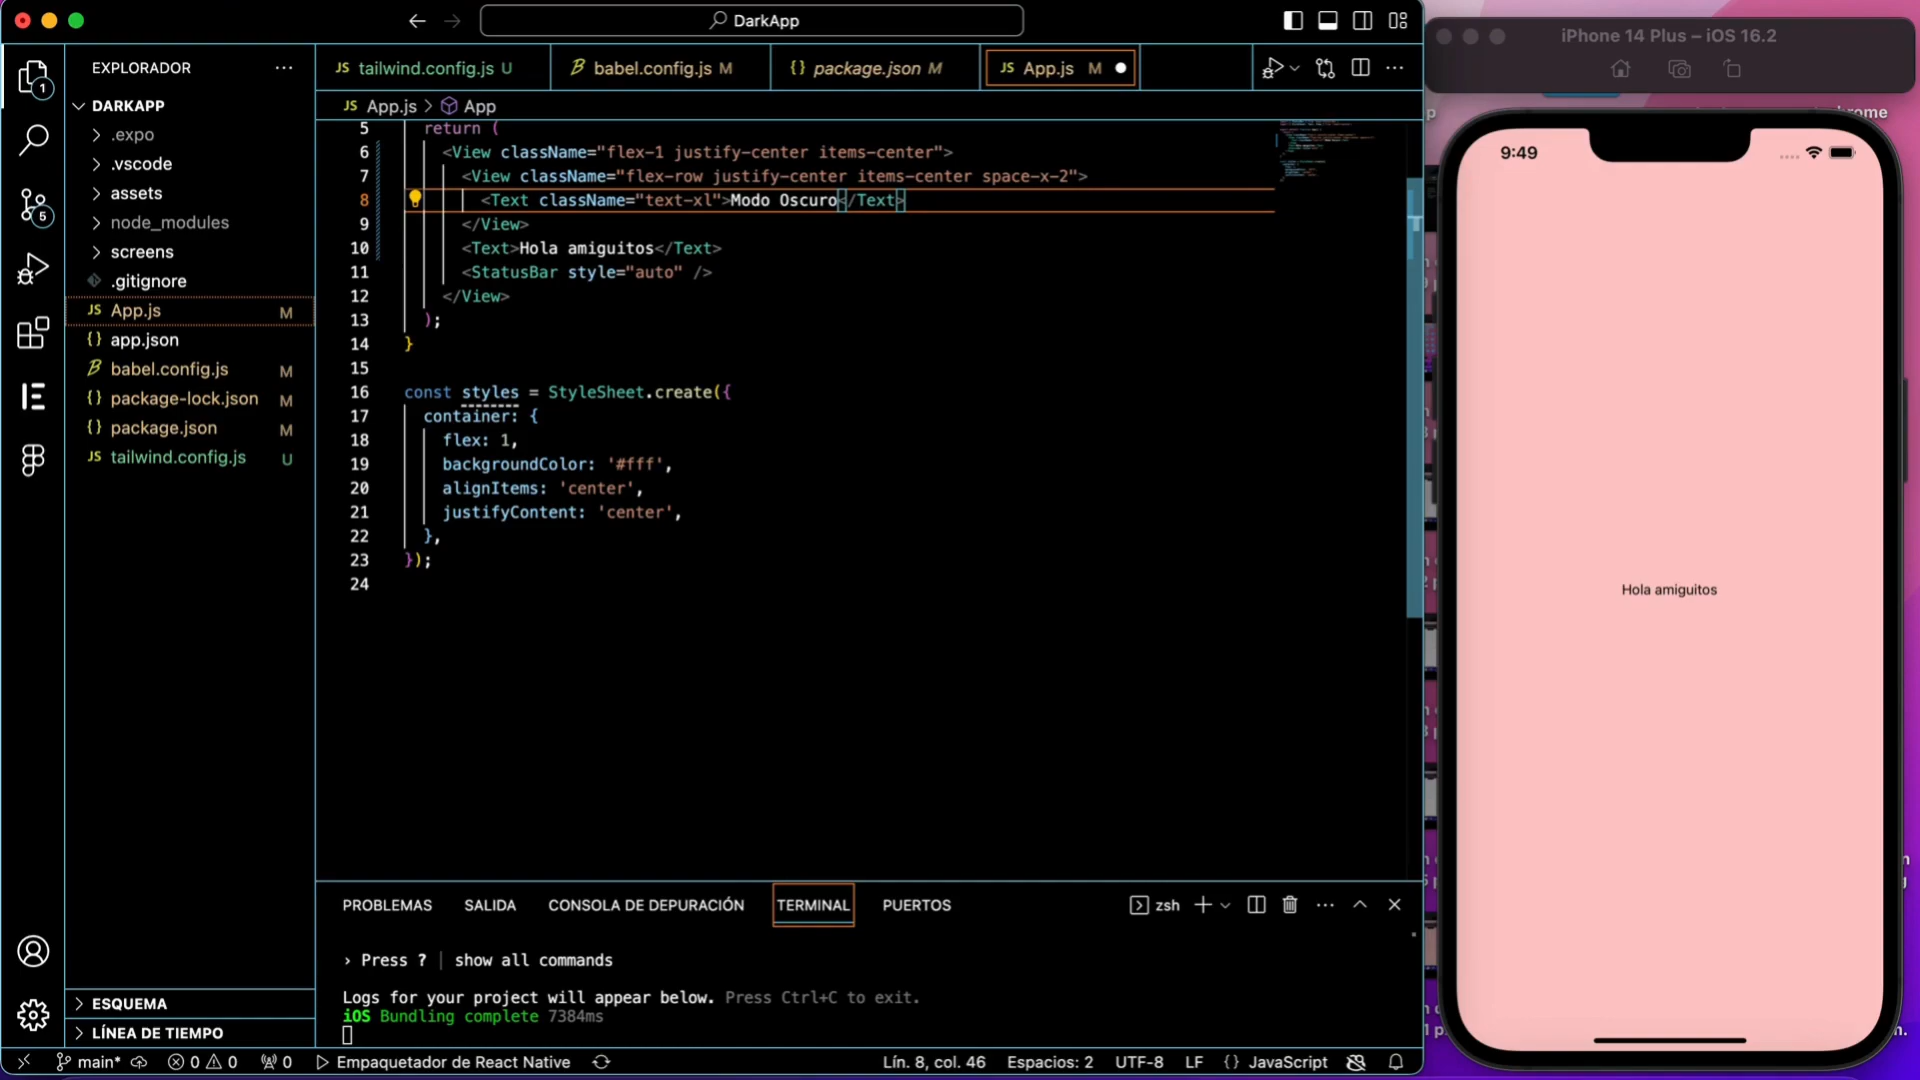 DarkApp
iPhone 14 Plus – iOS 16.2
EXPLORADOR
DARKAPP
.expo
.vscode
assets
node_modules
screens
.gitignore
JS App.js M
{} app.json
babel.config.js M
{} package-lock.json M
{} package.json M
JS tailwind.config.js U
ESQUEMA
LÍNEA DE TIEMPO
1
5
JS tailwind.config.js U
babel.config.js M
{} package.json M
JS App.js M
JS App.js > App
5 return (
6 <View className="flex-1 justify-center items-center">
7 <View className="flex-row justify-center items-center space-x-2">
8 <Text className="text-xl">Modo Oscuro</Text>
9 </View>
10 <Text>Hola amiguitos</Text>
11 <StatusBar style="auto" />
12 </View>
13 );
14 }
15
16 const styles = StyleSheet.create({
17 container: {
18 flex: 1,
19 backgroundColor: '#fff',
20 alignItems: 'center',
21 justifyContent: 'center',
22 },
23 });
24
PROBLEMAS SALIDA CONSOLA DE DEPURACIÓN TERMINAL PUERTOS
zsh
› Press ? | show all commands
Logs for your project will appear below. Press Ctrl+C to exit.
iOS Bundling complete 7384ms
main* 0 0 0 Empaquetador de React Native
Lín. 8, col. 46 Espacios: 2 UTF-8 LF {} JavaScript
9:49
Hola amiguitos